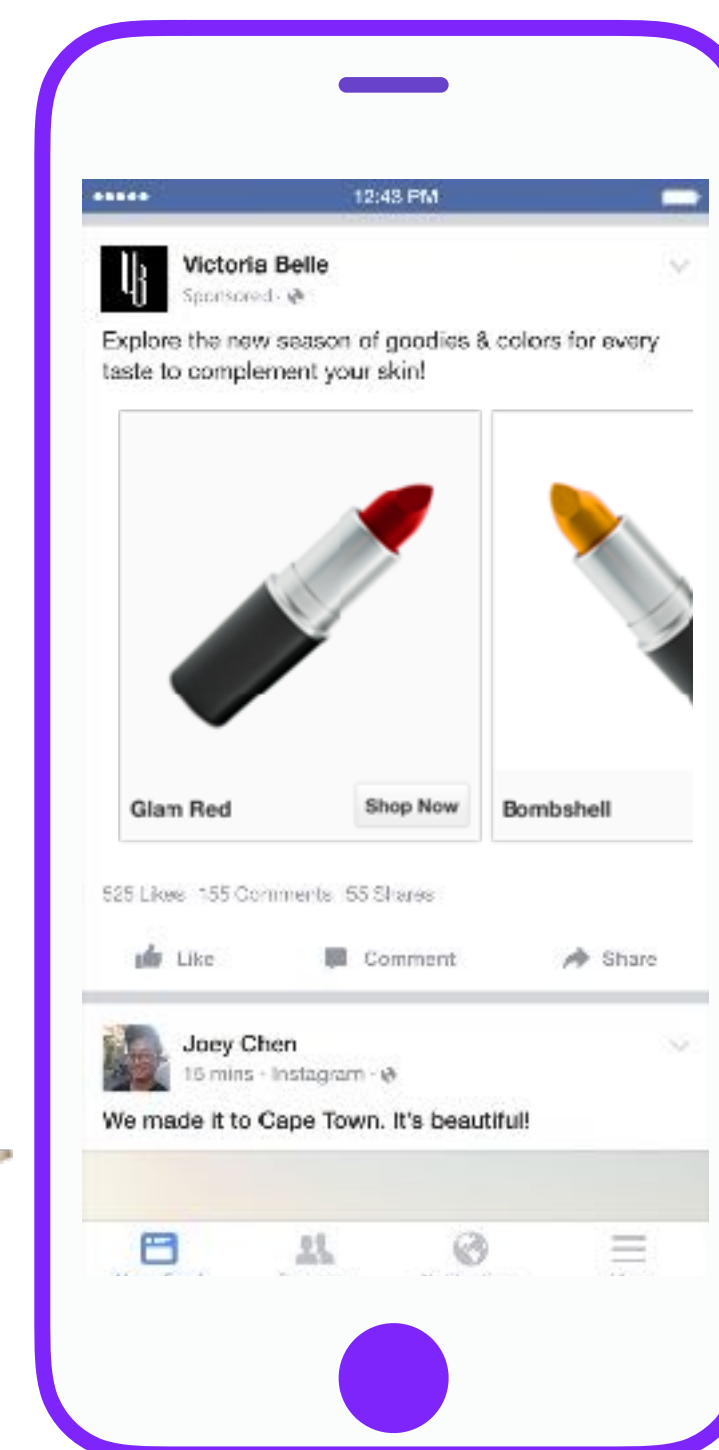 12:43 PM
Victoria Belle
Sponsored ·
Explore the new season of goodies & colors for every
taste to complement your skin!
Glam Red
Shop Now
Bombshell
525 Likes 155 Comments 55 Shares
Like
Comment
Share
Joey Chen
16 mins · Instagram ·
We made it to Cape Town. It's beautiful!